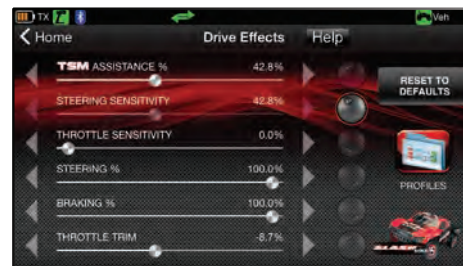 TX
Veh
Home
Drive Effects
Help
TSM ASSISTANCE % 42.8%
STEERING SENSITIVITY 42.8%
THROTTLE SENSITIVITY 0.0%
STEERING % 100.0%
BRAKING % 100.0%
THROTTLE TRIM -8.7%
RESET TO
DEFAULTS
PROFILES
SLASH